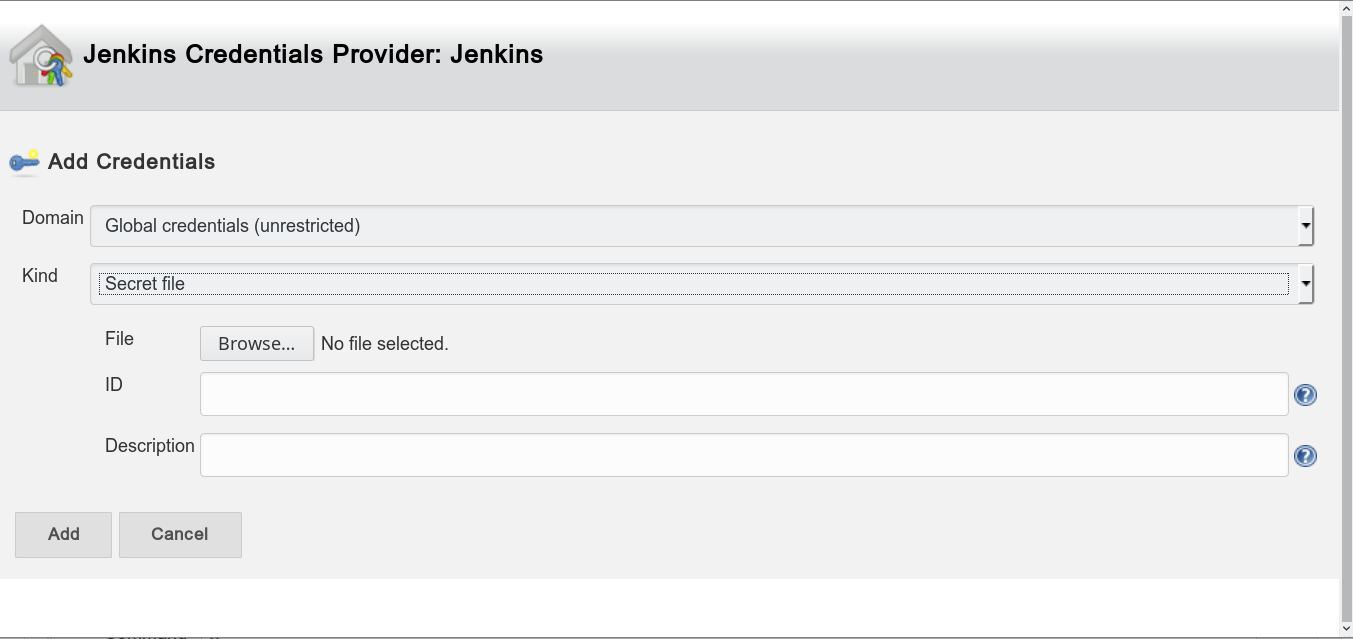 Jenkins Credentials Provider: Jenkins
Add Credentials
Domain
Global credentials (unrestricted)
Kind
Secret file
File
Browse...
No file selected.
ID
Description
Add
Cancel